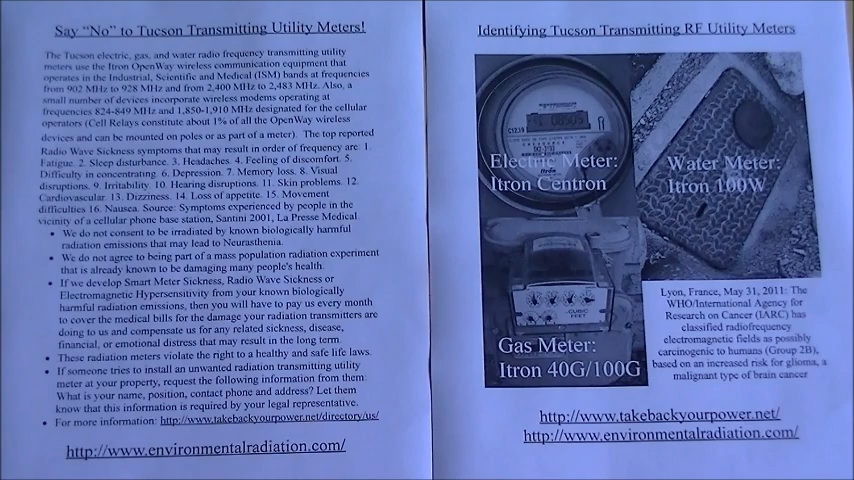 Say "No" to Tucson Transmitting Utility Meters!
The Tucson electric, gas, and water radio frequency transmitting utility
meters use the Itron OpenWay wireless communication equipment that
operates in the Industrial, Scientific and Medical (ISM) bands at frequencies
from 902 MHz to 928 MHz and from 2,400 MHz to 2,483 MHz. Also, a
small number of devices incorporate wireless modems operating at
frequencies 824-849 MHz and 1,850-1,910 MHz designated for the cellular
operators (Cell Relays constitute about 1% of all the OpenWay wireless
devices and can be mounted on poles or as part of a meter). The top reported
Radio Wave Sickness symptoms that may result in order of frequency are: 1.
Fatigue. 2. Sleep disturbance. 3. Headaches. 4. Feeling of discomfort. 5.
Difficulty in concentrating. 6. Depression. 7. Memory loss. 8. Visual
disruptions. 9. Irritability. 10. Hearing disruptions. 11. Skin problems. 12.
Cardiovascular. 13. Dizziness. 14. Loss of appetite. 15. Movement
difficulties 16. Nausea. Source: Symptoms experienced by people in the
vicinity of a cellular phone base station, Santini 2001, La Presse Medical.
• We do not consent to be irradiated by known biologically harmful
radiation emissions that may lead to Neurasthenia.
• We do not agree to being part of a mass population radiation experiment
that is already known to be damaging many people's health.
• If we develop Smart Meter Sickness, Radio Wave Sickness or
Electromagnetic Hypersensitivity from your known biologically
harmful radiation emissions, then you will have to pay us every month
to cover the medical bills for the damage your radiation transmitters are
doing to us and compensate us for any related sickness, disease,
financial, or emotional distress that may result in the long term.
• These radiation meters violate the right to a healthy and safe life laws.
• If someone tries to install an unwanted radiation transmitting utility
meter at your property, request the following information from them:
What is your name, position, contact phone and address? Let them
know that this information is required by your legal representative.
• For more information: http://www.takebackyourpower.net/directory/us/
http://www.environmentalradiation.com/
Identifying Tucson Transmitting RF Utility Meters
Electric Meter:
Itron Centron
Water Meter:
Itron 100W
CUBIC
FEET
Gas Meter:
Itron 40G/100G
Lyon, France, May 31, 2011: The
WHO/International Agency for
Research on Cancer (IARC) has
classified radiofrequency
electromagnetic fields as possibly
carcinogenic to humans (Group 2B),
based on an increased risk for glioma, a
malignant type of brain cancer
http://www.takebackyourpower.net/
http://www.environmentalradiation.com/